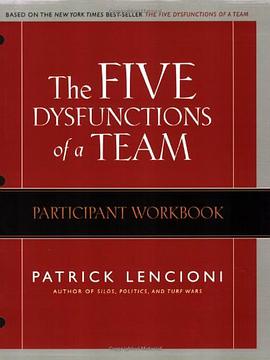 BASED ON THE NEW YORK TIMES BEST-SELLER THE FIVE DYSFUNCTIONS OF A TEAM
The FIVE
DYSFUNCTIONS
of a TEAM
PARTICIPANT WORKBOOK
PATRICK LENCIONI
AUTHOR OF SILOS, POLITICS, AND TURF WARS